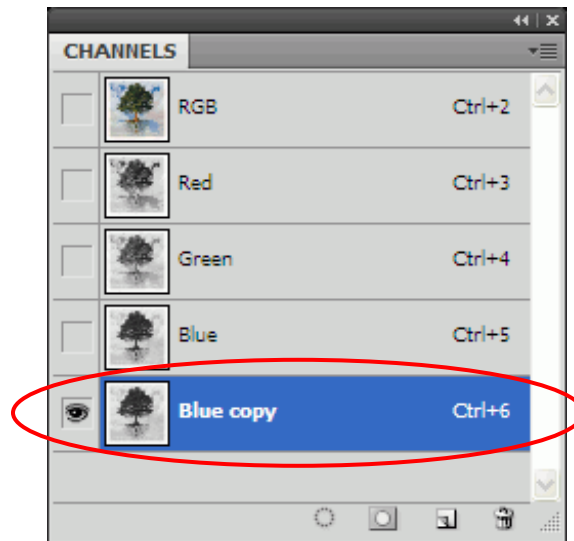 CHANNELS
RGB Ctrl+2
Red Ctrl+3
Green Ctrl+4
Blue Ctrl+5
Blue copy Ctrl+6